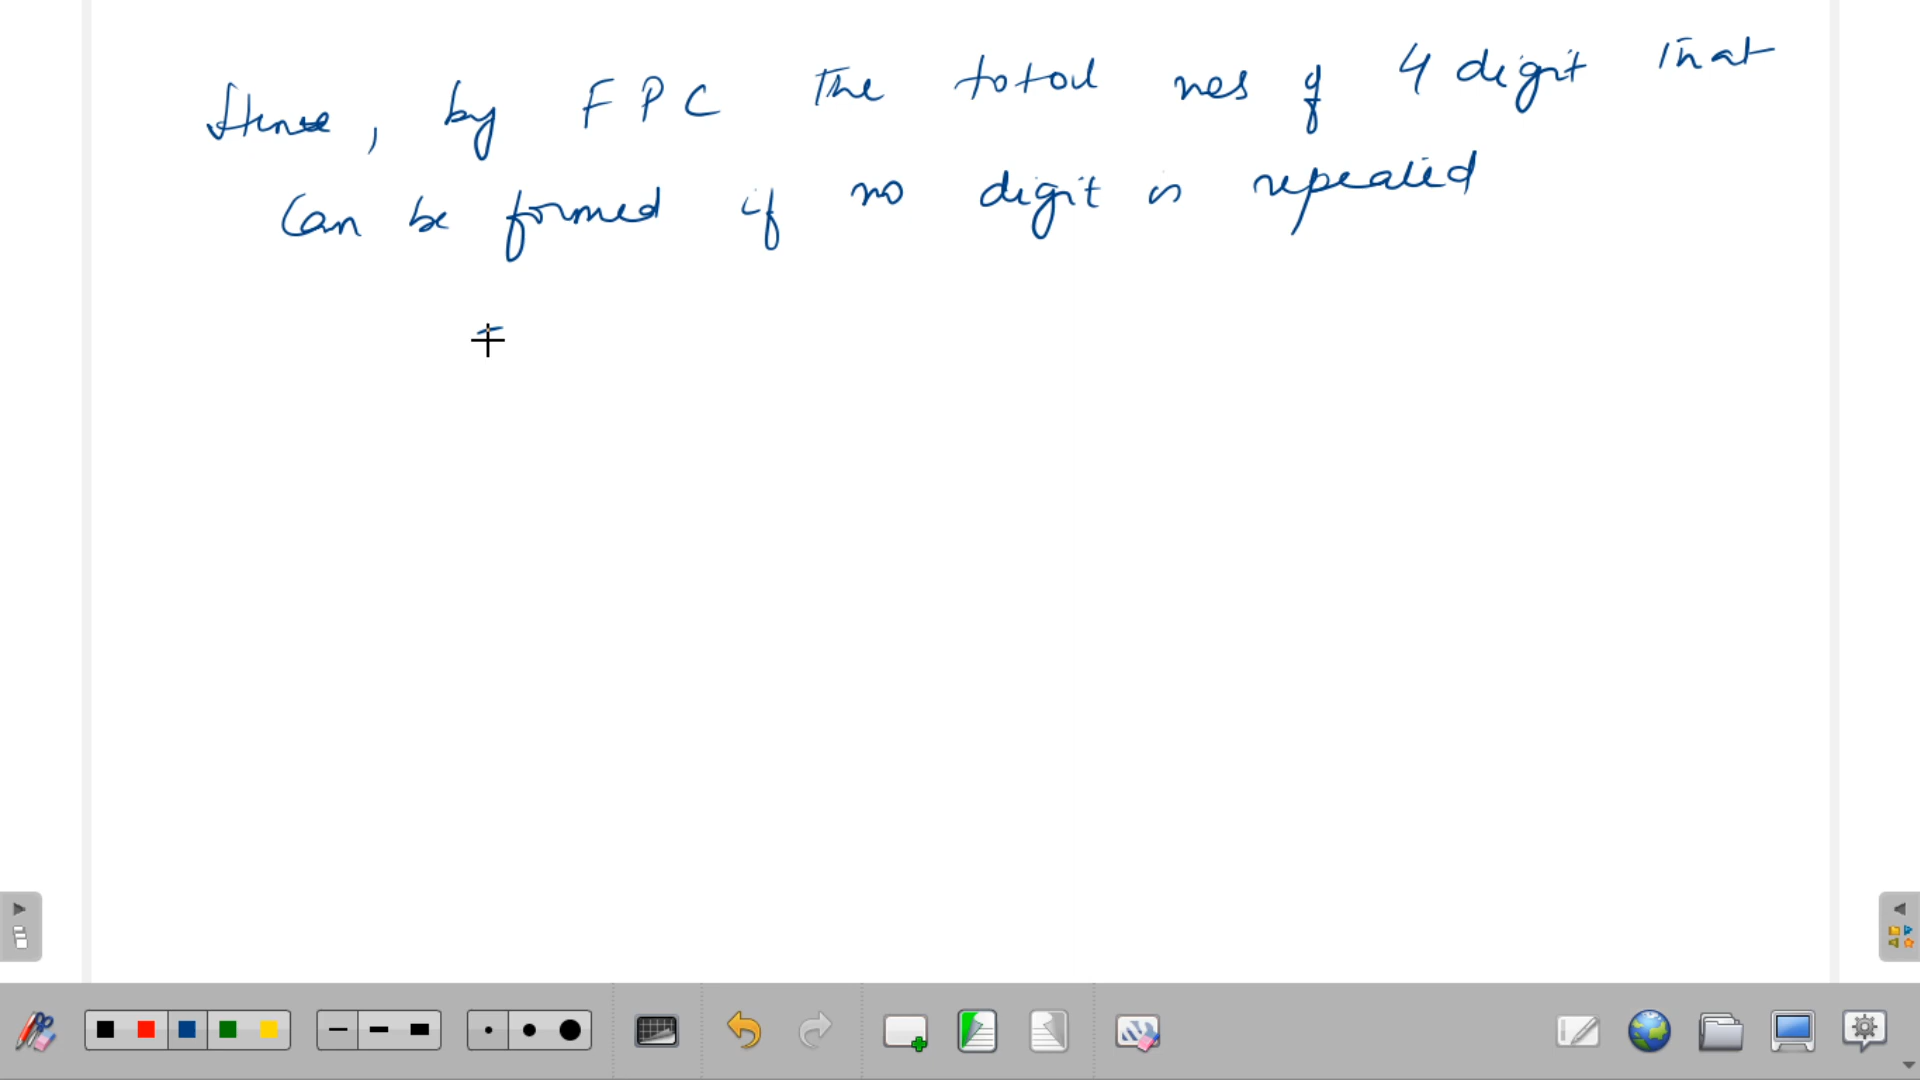 Hence, by FPC the total nos of 4 digit that
Can be formed if no digit is repeated
=